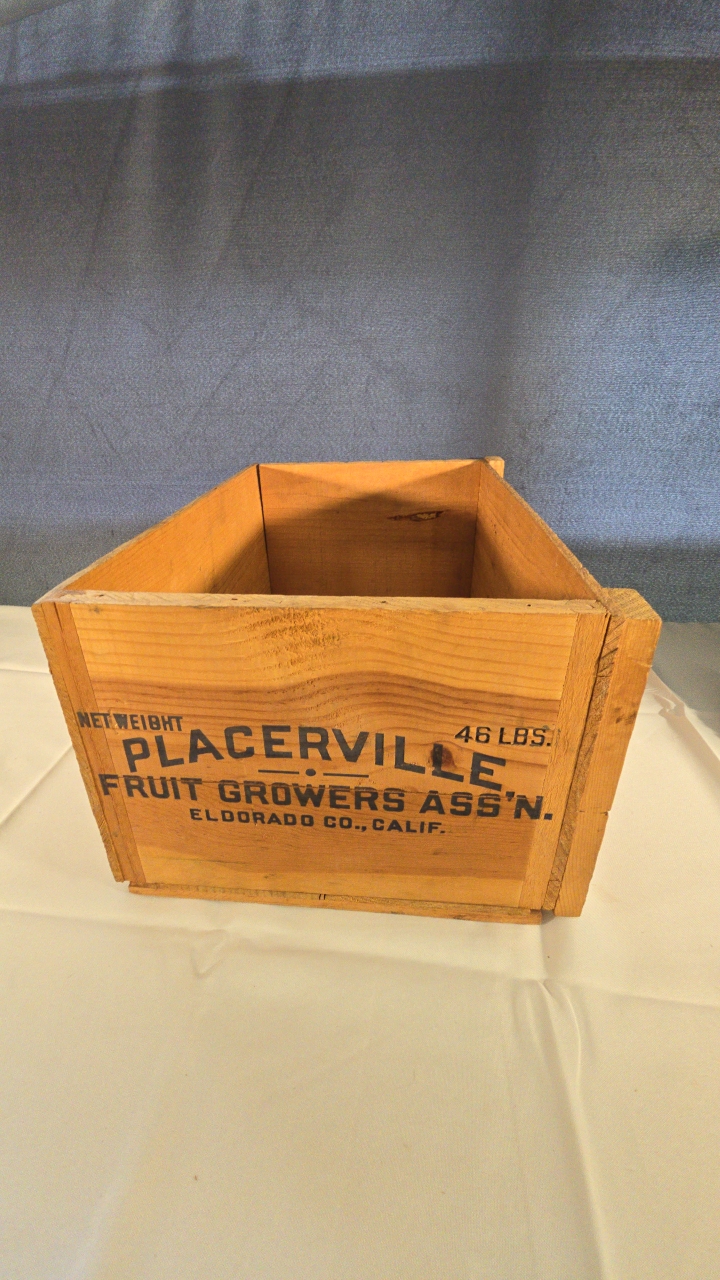 NET WEIGHT 46 LBS.
PLACERVILLE,
FRUIT GROWERS ASS'N.
ELDORADO CO., CALIF.